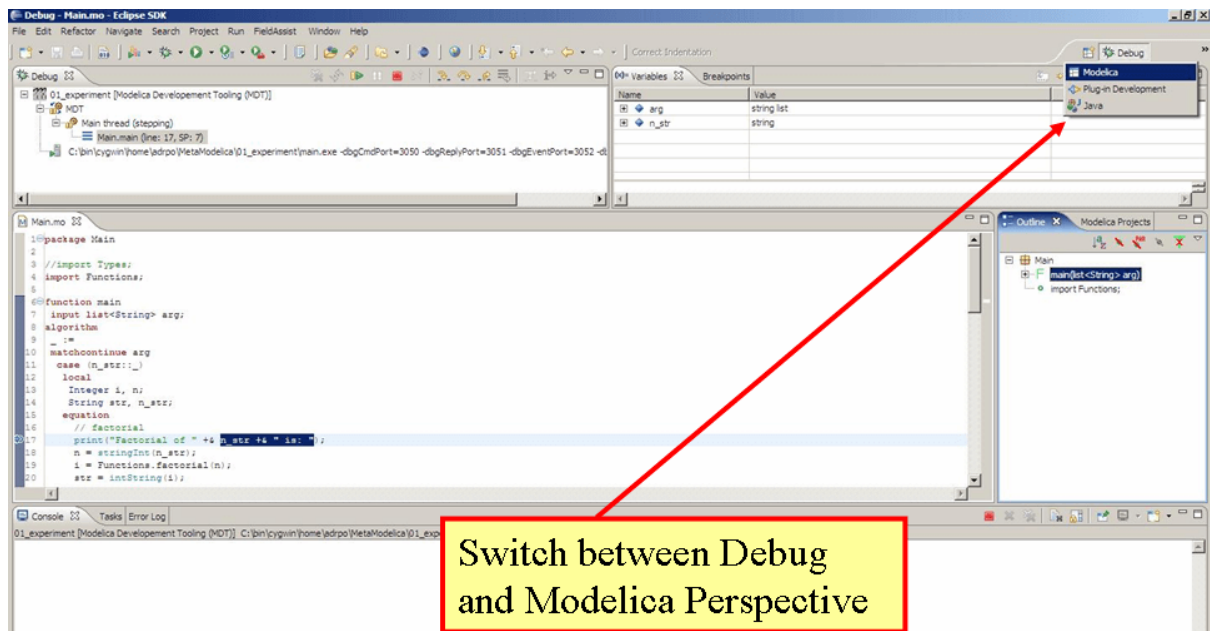 Debug - Main.mo - Eclipse SDK
File Edit Refactor Navigate Search Project Run FieldAssist Window Help
Correct Indentation
Debug
»
Debug
Variables
Breakpoints
Modelica
Plug-in Development
Java
01_experiment [Modelica Developement Tooling (MDT)]
MDT
Main thread (stepping)
Main.main (line: 17, SP: 7)
C:\bin\cygwin\home\adrpo\MetaModelica\01_experiment\main.exe -dbgCmdPort=3050 -dbgReplyPort=3051 -dbgEventPort=3052 -d
Name Value
arg string list
n_str string
Main.mo
1 package Main
2
3 //import Types;
4 import Functions;
5
6 function main
7 input list<String> arg;
8 algorithm
9 _ :=
10 matchcontinue arg
11 case (n_str::_)
12 local
13 Integer i, n;
14 String str, n_str;
15 equation
16 // factorial
17 print("Factorial of " +& n_str +& " is: ");
18 n = stringInt(n_str);
19 i = Functions.factorial(n);
20 str = intString(i);
Outline
Modelica Projects
Main
main(list<String> arg)
import Functions;
Console Tasks Error Log
01_experiment [Modelica Developement Tooling (MDT)] C:\bin\cygwin\home\adrpo\MetaModelica\01_exp
Switch between Debug
and Modelica Perspective